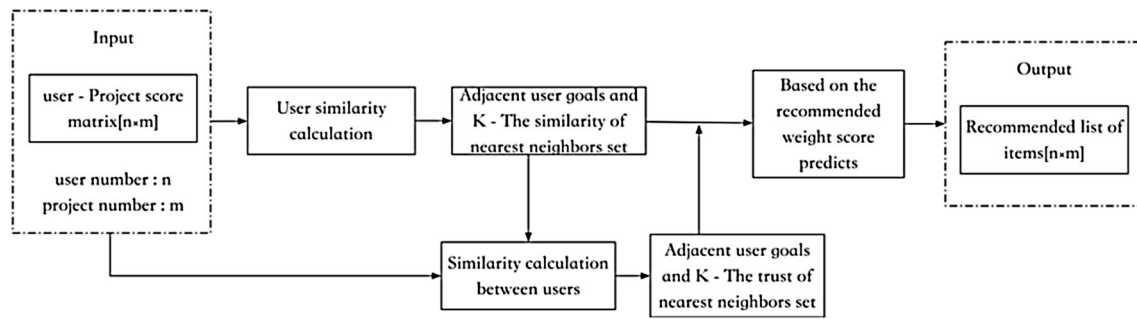 Input
user - Project score
matrix[n×m]
user number : n
project number : m
User similarity
calculation
Adjacent user goals and
K - The similarity of
nearest neighbors set
Based on the
recommended
weight score
predicts
Output
Recommended list of
items[n×m]
Similarity calculation
between users
Adjacent user goals
and K - The trust of
nearest neighbors set